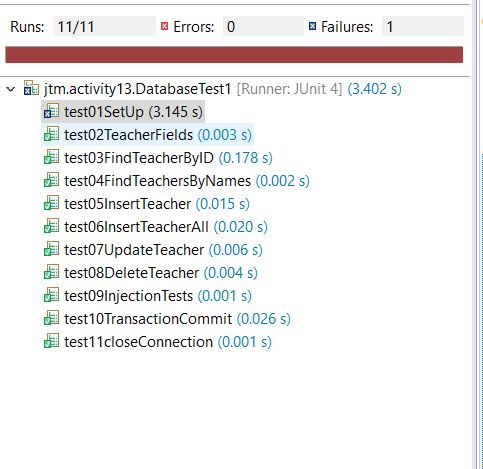 Runs: 11/11 Errors: 0 Failures: 1
jtm.activity13.DatabaseTest1 [Runner: JUnit 4] (3.402 s)
test01SetUp (3.145 s)
test02TeacherFields (0.003 s)
test03FindTeacherByID (0.178 s)
test04FindTeachersByNames (0.002 s)
test05InsertTeacher (0.015 s)
test06InsertTeacherAll (0.020 s)
test07UpdateTeacher (0.006 s)
test08DeleteTeacher (0.004 s)
test09InjectionTests (0.001 s)
test10TransactionCommit (0.026 s)
test11closeConnection (0.001 s)